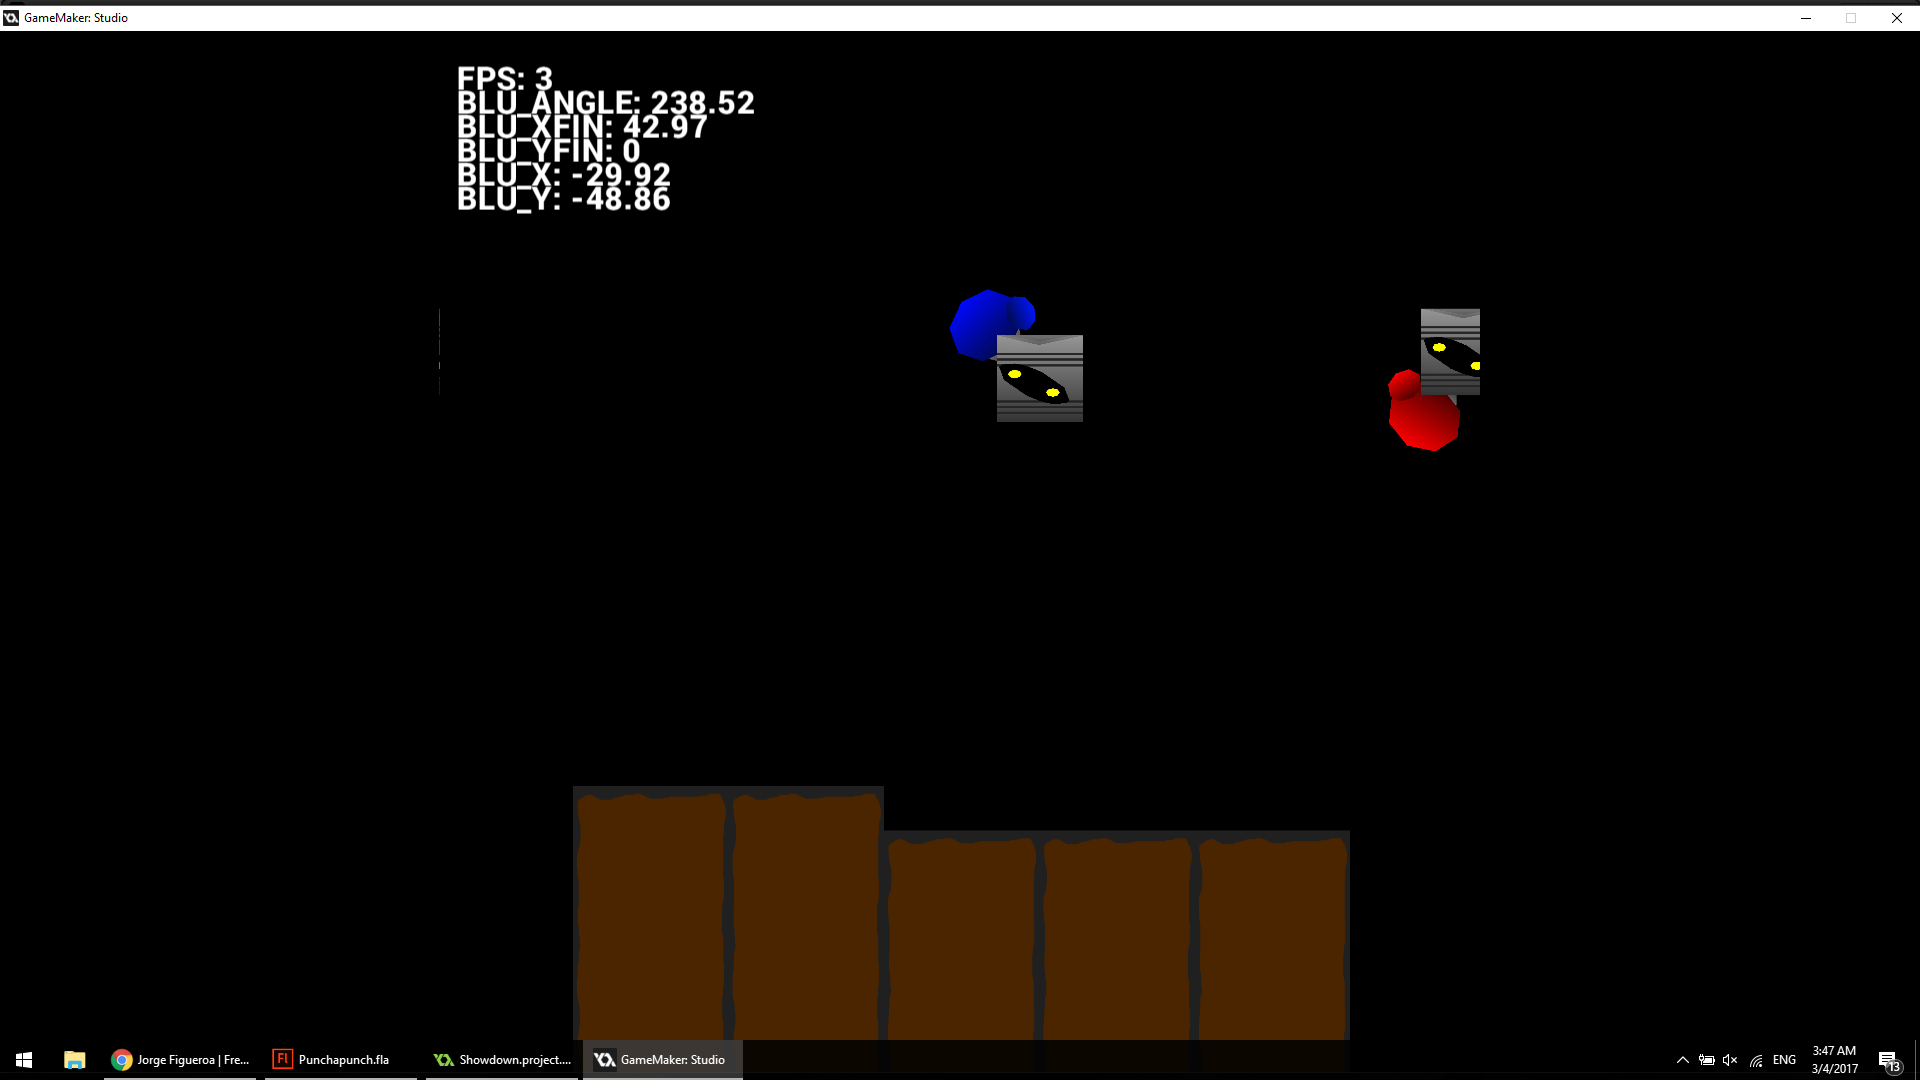 GameMaker: Studio
FPS: 3
BLU_ANGLE: 238.52
BLU_XFIN: 42.97
BLU_YFIN: 0
BLU_X: -29.92
BLU_Y: -48.86
Jorge Figueroa | Fre...
Fl
Punchapunch.fla
Showdown.project....
GameMaker: Studio
ENG
3:47 AM
3/4/2017
13